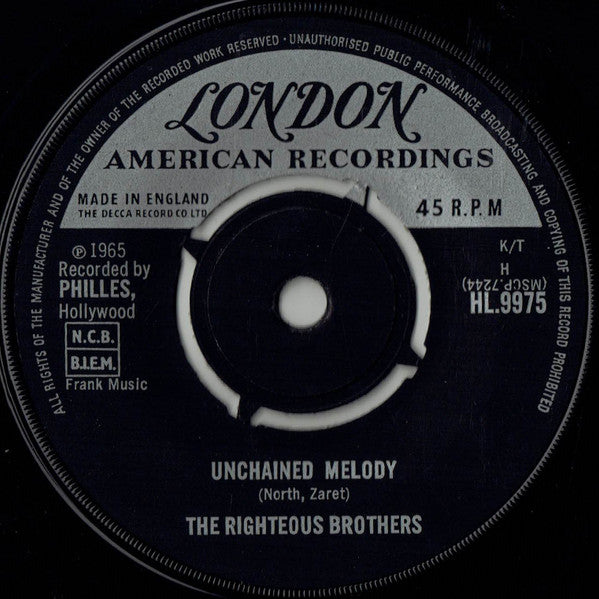 ALL RIGHTS OF THE MANUFACTURER AND OF THE OWNER OF THE RECORDED WORK RESERVED · UNAUTHORISED PUBLIC PERFORMANCE, BROADCASTING AND COPYING OF THIS RECORD PROHIBITED
LONDON
AMERICAN RECORDINGS
MADE IN ENGLAND
THE DECCA RECORD CO LTD
45 R.P.M
℗ 1965
Recorded by
PHILLES,
Hollywood
N.C.B.
B.I.E.M.
Frank Music
K/T
H
(MSCP.7244)
HL.9975
UNCHAINED MELODY
(North, Zaret)
THE RIGHTEOUS BROTHERS